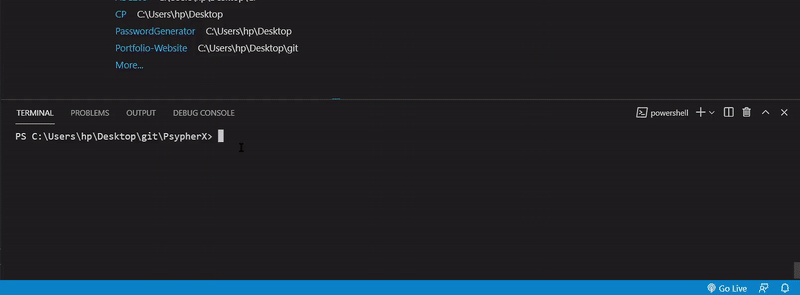 CP C:\Users\hp\Desktop
PasswordGenerator C:\Users\hp\Desktop
Portfolio-Website C:\Users\hp\Desktop\git
More...
TERMINAL PROBLEMS OUTPUT DEBUG CONSOLE powershell
PS C:\Users\hp\Desktop\git\PsypherX>
Go Live